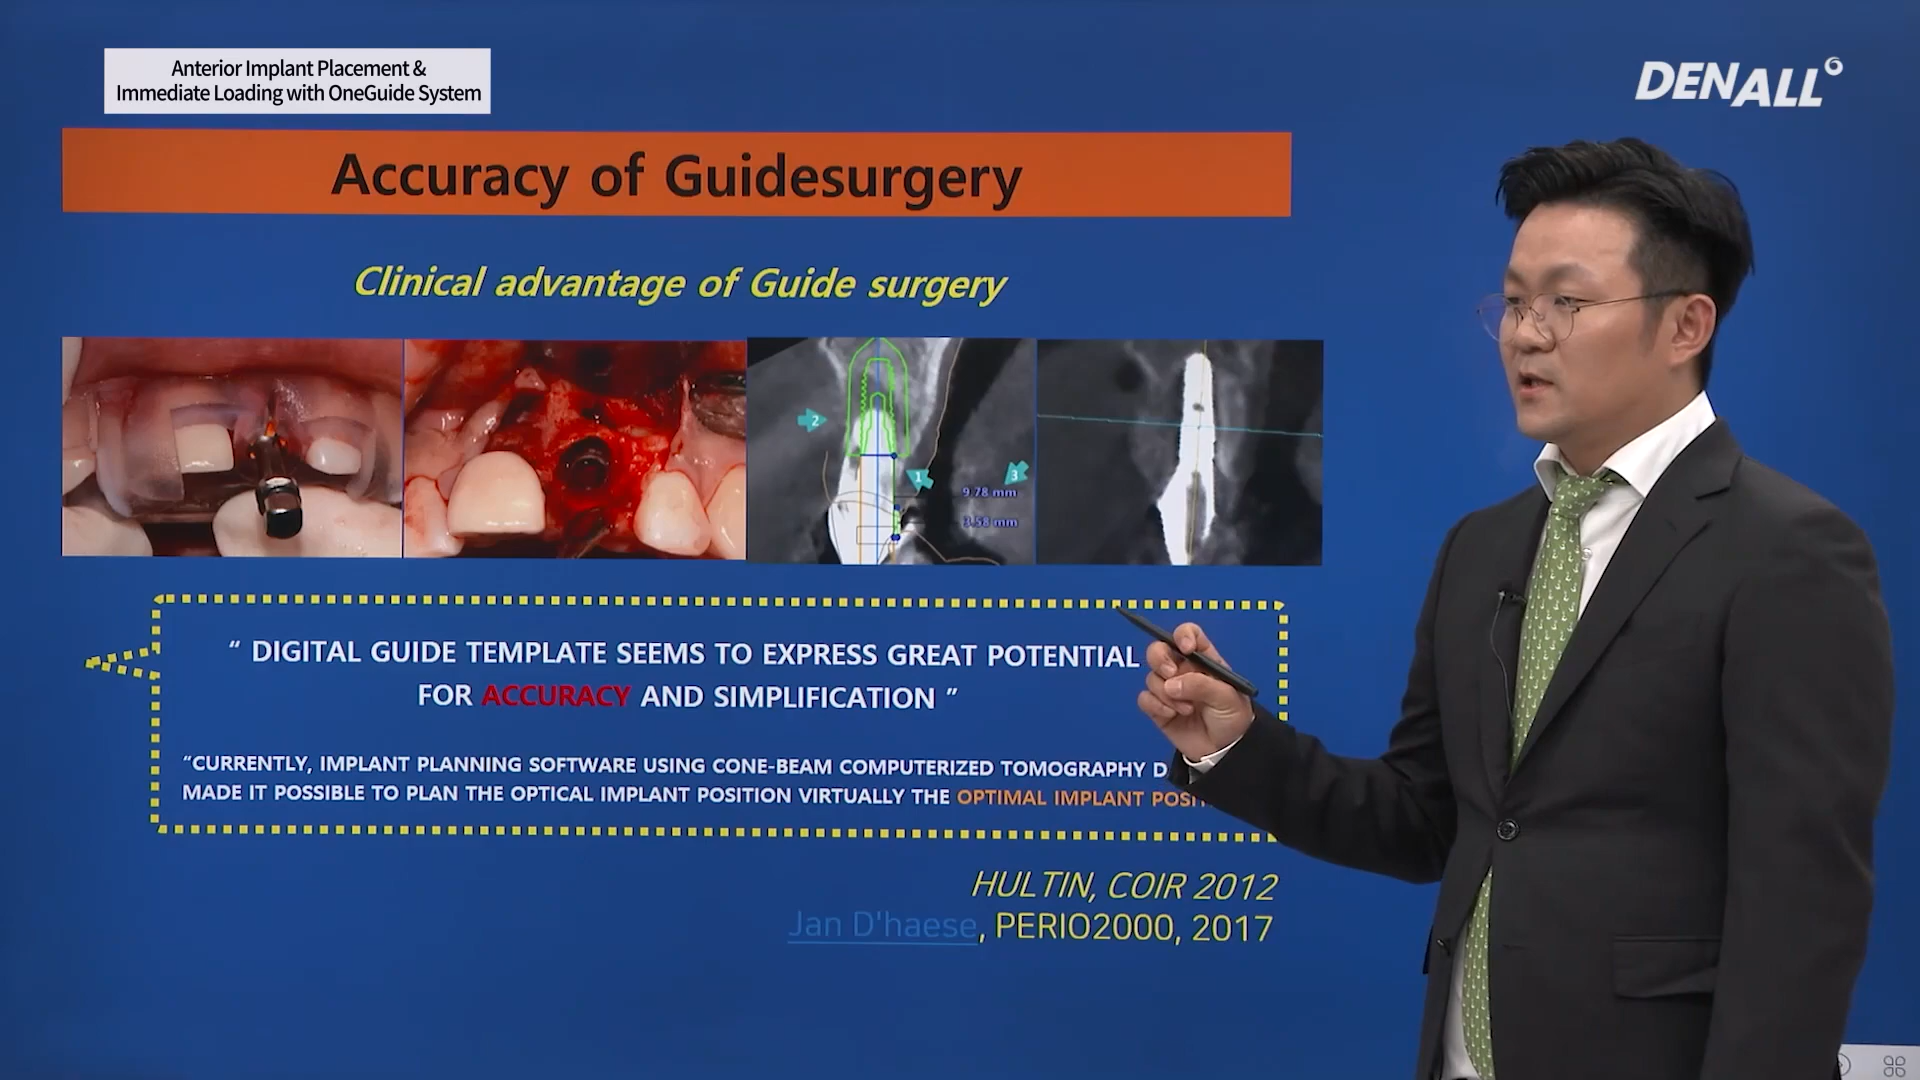 Anterior Implant Placement &
Immediate Loading with OneGuide System
DENALL
Accuracy of Guidesurgery
Clinical advantage of Guide surgery
2
1
3
9.78 mm
3.58 mm
“ DIGITAL GUIDE TEMPLATE SEEMS TO EXPRESS GREAT POTENTIAL
FOR ACCURACY AND SIMPLIFICATION ”
“CURRENTLY, IMPLANT PLANNING SOFTWARE USING CONE-BEAM COMPUTERIZED TOMOGRAPHY
MADE IT POSSIBLE TO PLAN THE OPTICAL IMPLANT POSITION VIRTUALLY THE OPTIMAL IMPLANT
HULTIN, COIR 2012
Jan D'haese, PERIO2000, 2017